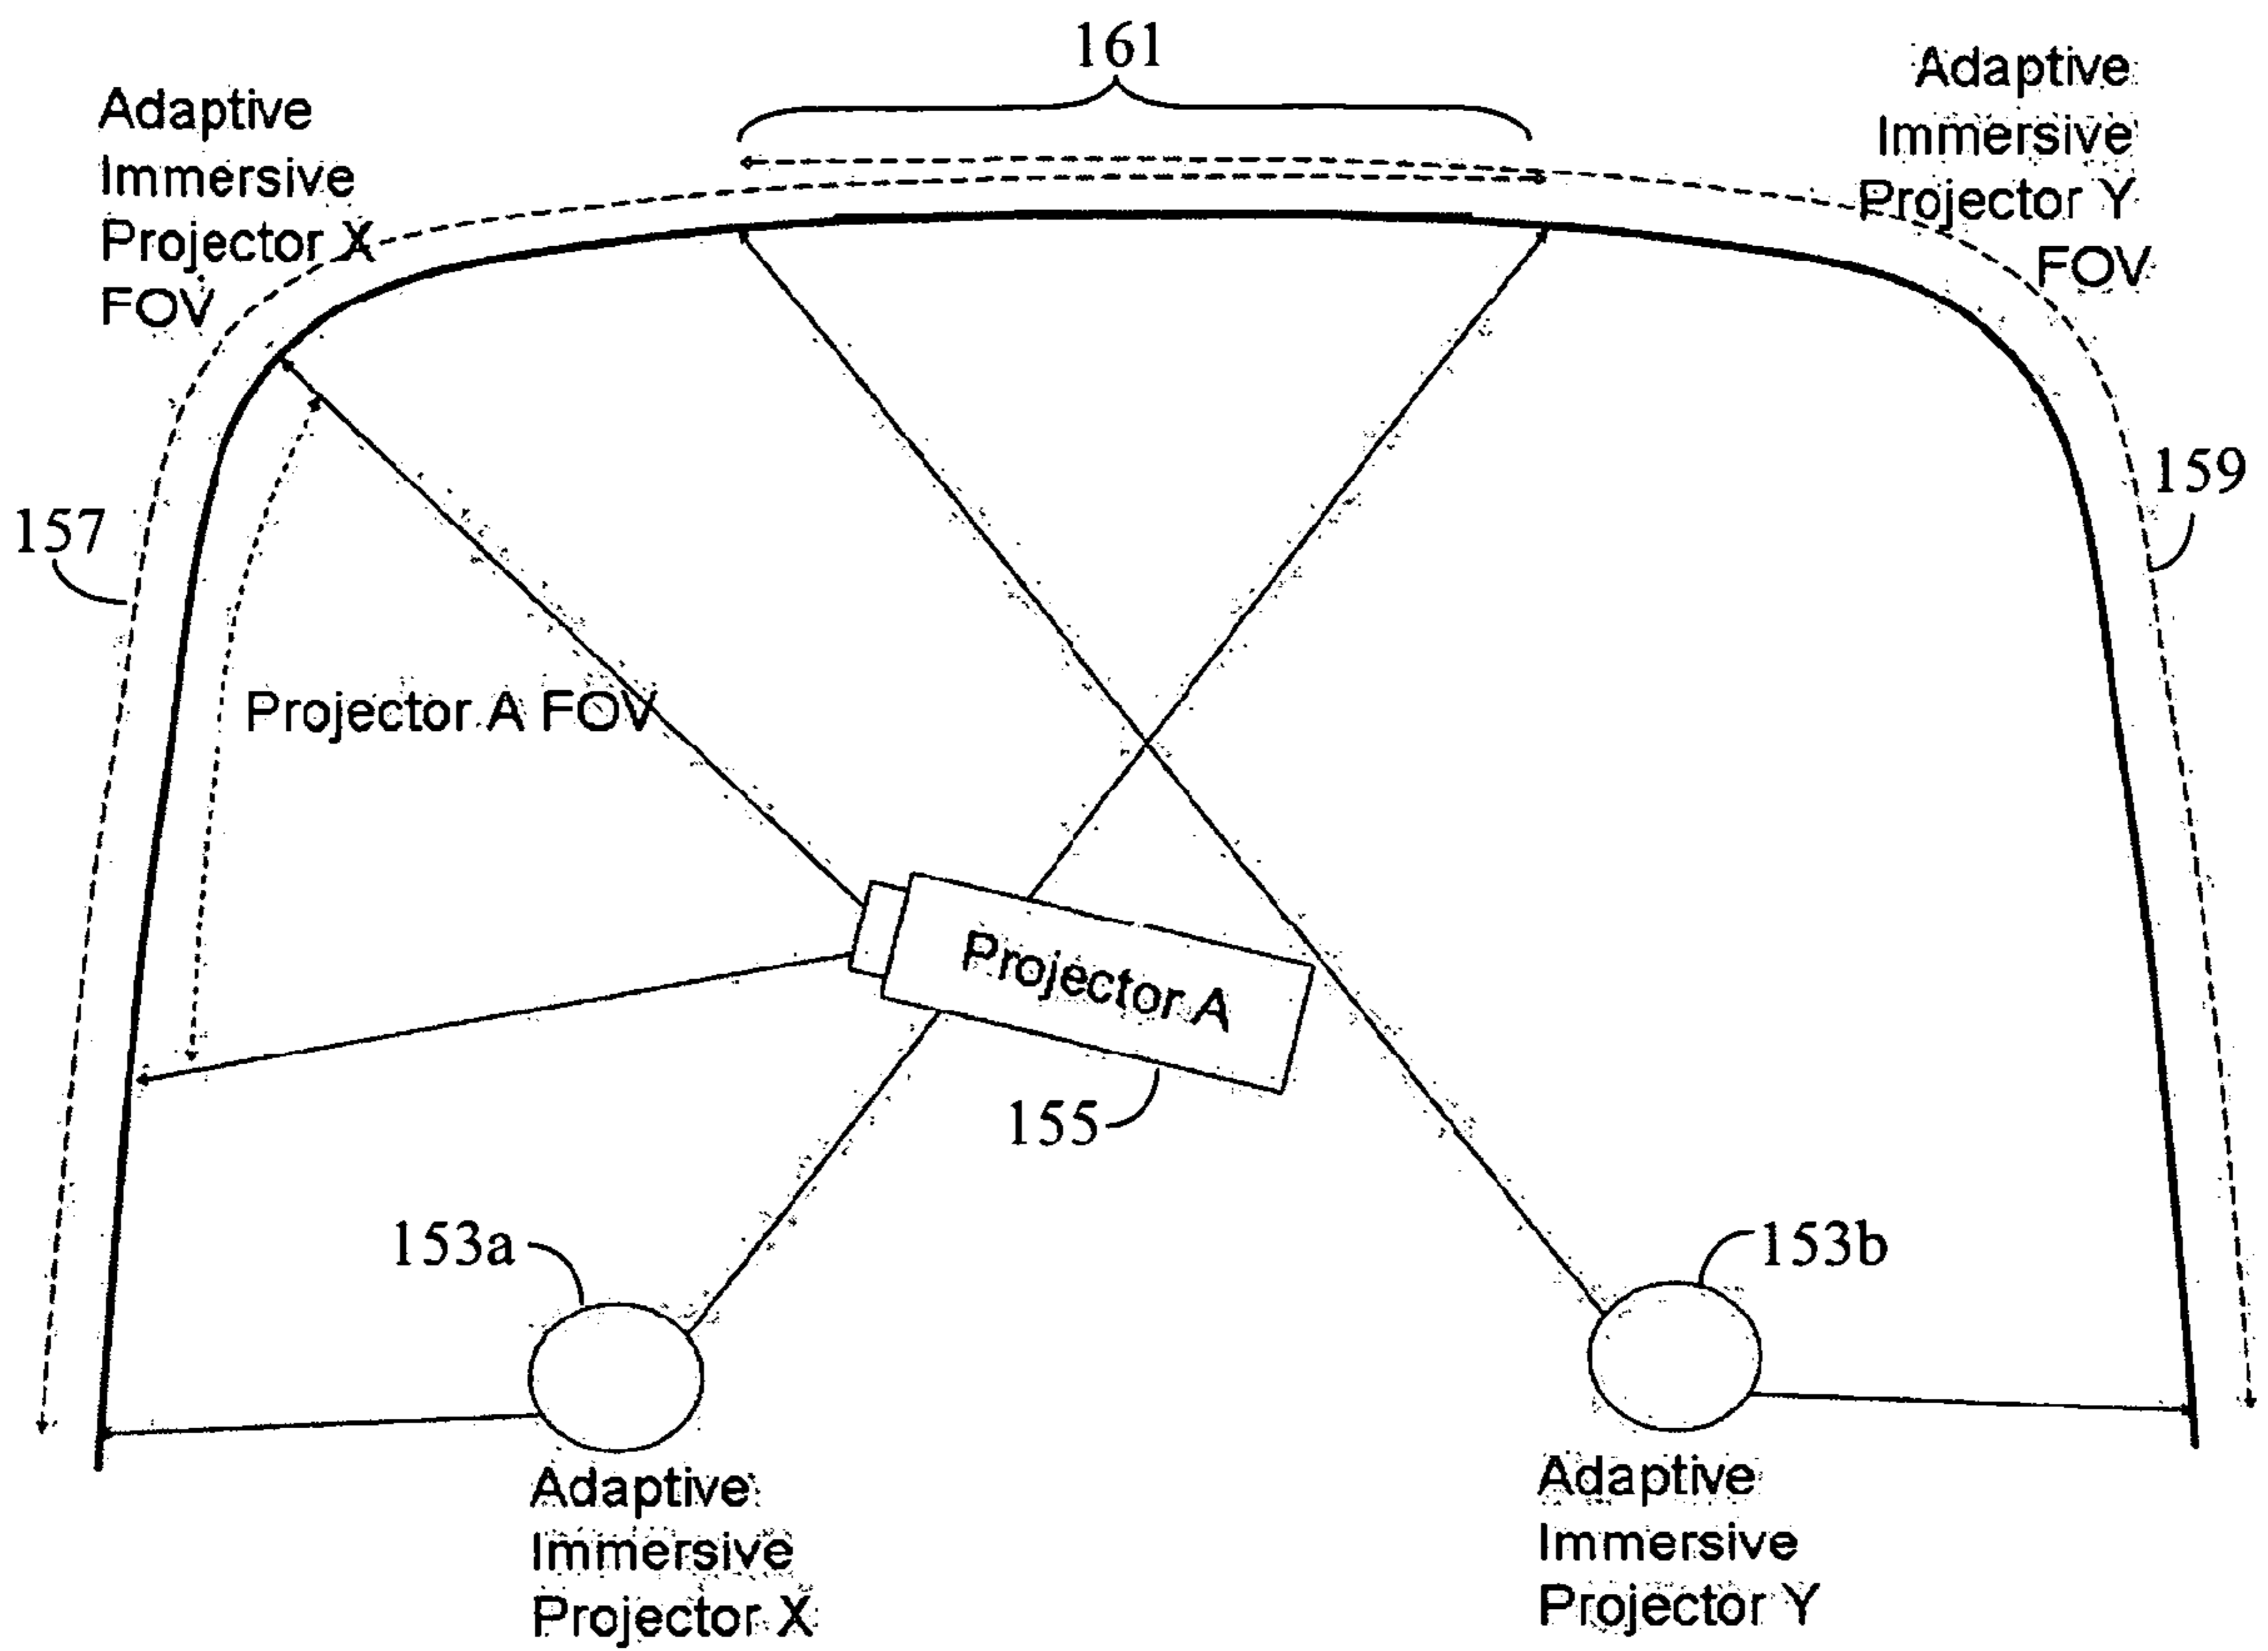 161
Adaptive
Immersive
Projector X
FOV
Adaptive
Immersive
Projector Y
FOV
157
159
Projector A FOV
Projector A
155
153a
153b
Adaptive
Immersive
Projector X
Adaptive
Immersive
Projector Y